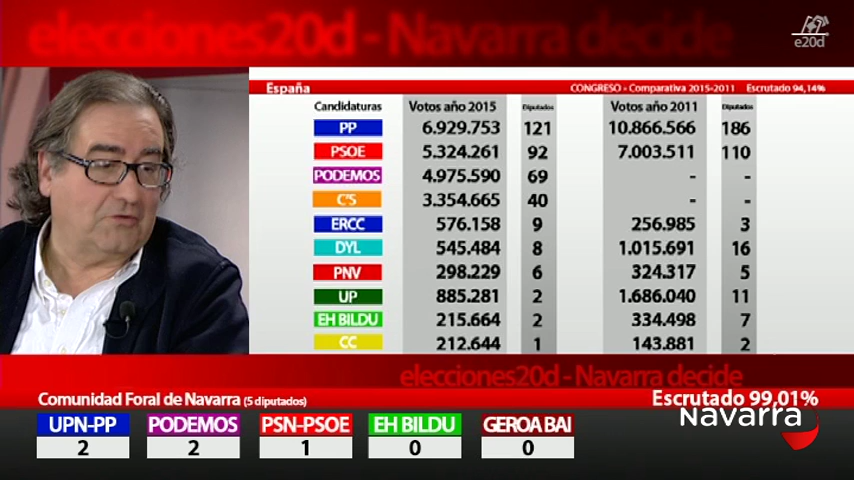 elecciones20d - Navarra decide
e20d
España CONGRESO - Comparativa 2015-2011 Escrutado 94,14%
Candidaturas Votos año 2015 Diputados Votos año 2011 Diputados
PP 6.929.753 121 10.866.566 186
PSOE 5.324.261 92 7.003.511 110
PODEMOS 4.975.590 69 - -
C'S 3.354.665 40 - -
ERCC 576.158 9 256.985 3
DYL 545.484 8 1.015.691 16
PNV 298.229 6 324.317 5
UP 885.281 2 1.686.040 11
EH BILDU 215.664 2 334.498 7
CC 212.644 1 143.881 2
elecciones20d - Navarra decide
Comunidad Foral de Navarra (5 diputados) Escrutado 99,01%
UPN-PP PODEMOS PSN-PSOE EH BILDU GEROA BAI
2 2 1 0 0
Navarra